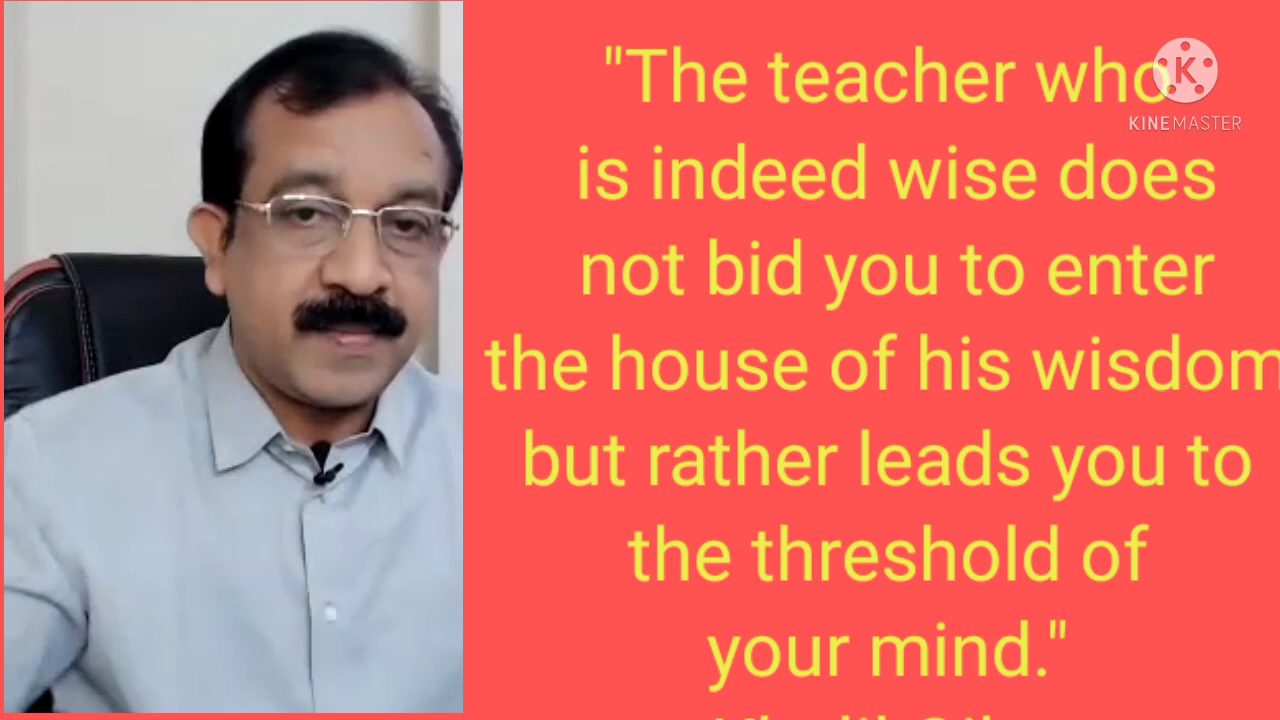 "The teacher who
is indeed wise does
not bid you to enter
the house of his wisdom
but rather leads you to
the threshold of
your mind."
K
KINEMASTER